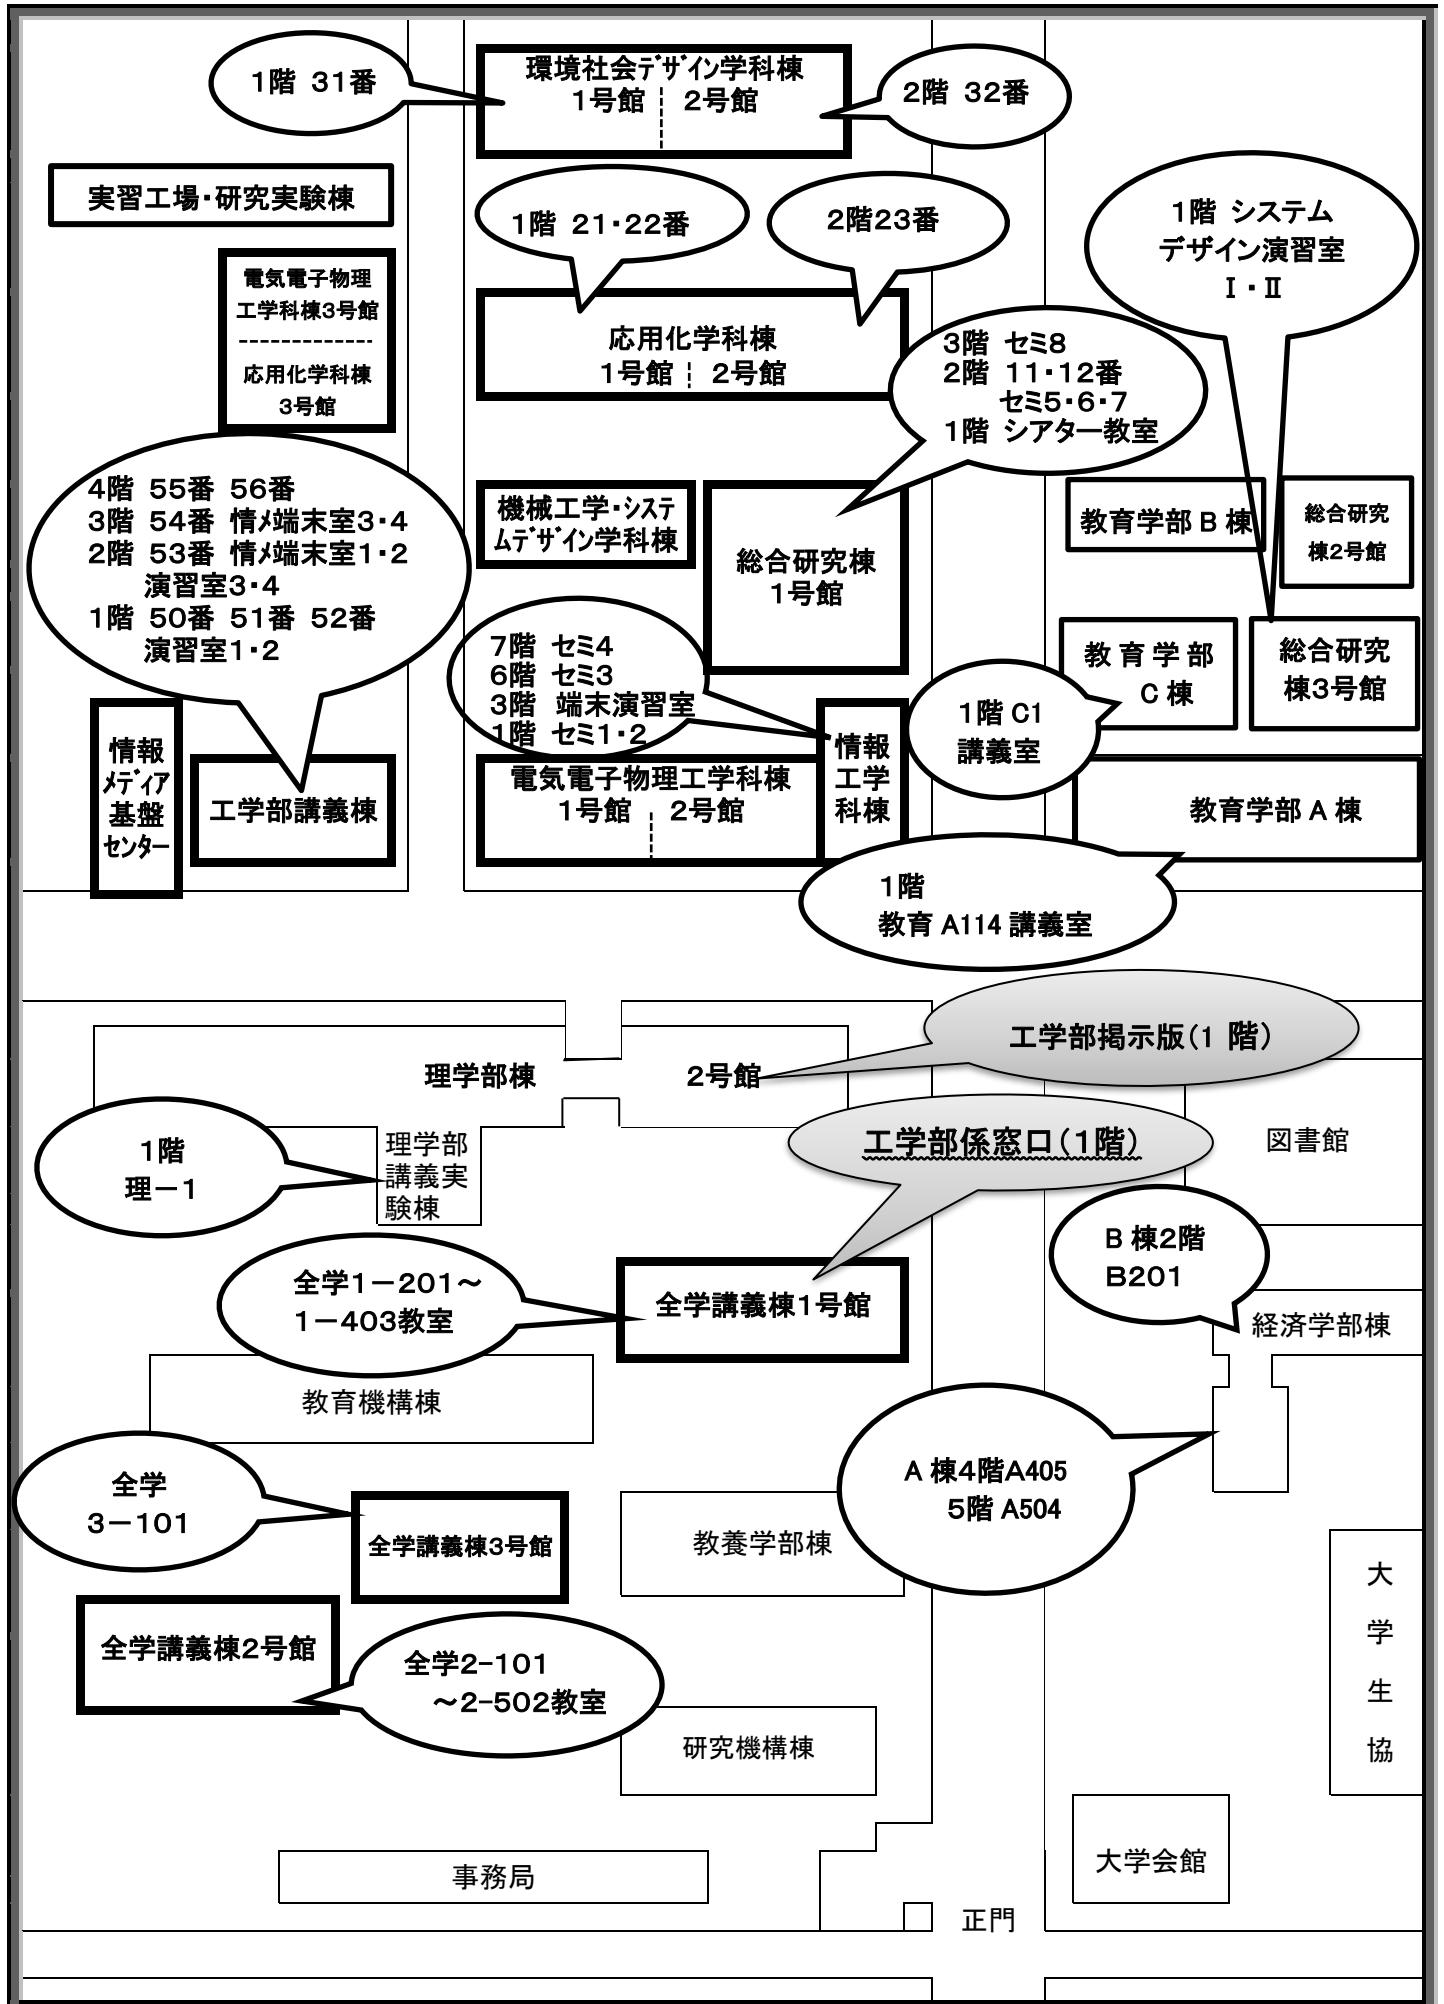 1階 31番
環境社会ﾃﾞｻﾞｲﾝ学科棟
1号館 2号館
2階 32番
実習工場・研究実験棟
1階 21・22番
2階23番
1階 システム
デザイン演習室
Ⅰ・Ⅱ
電気電子物理
工学科棟3号館
応用化学科棟
3号館
応用化学科棟
1号館 2号館
3階 セミ8
2階 11・12番
セミ5・6・7
1階 シアター教室
4階 55番 56番
3階 54番 情ﾒ端末室3・4
2階 53番 情ﾒ端末室1・2
演習室3・4
1階 50番 51番 52番
演習室1・2
機械工学・ｼｽﾃ
ﾑﾃﾞｻﾞｲﾝ学科棟
総合研究棟
1号館
教育学部 B 棟
総合研究
棟2号館
7階 セミ4
6階 セミ3
3階 端末演習室
1階 セミ1・2
教 育 学 部
C 棟
総合研究
棟3号館
1階 C1
講義室
情報
ﾒﾃﾞｨｱ
基盤
ｾﾝﾀｰ
工学部講義棟
電気電子物理工学科棟
1号館 2号館
情報
工学
科棟
教育学部 A 棟
1階
教育 A114 講義室
工学部掲示版(1 階)
理学部棟
2号館
1階
理－1
理学部
講義実
験棟
工学部係窓口(1階)
図書館
B 棟2階
B201
全学1－201～
1－403教室
全学講義棟1号館
経済学部棟
教育機構棟
全学
3－101
A 棟4階A405
5階 A504
全学講義棟3号館
教養学部棟
大
学
生
協
全学講義棟2号館
全学2-101
～2-502教室
研究機構棟
事務局
大学会館
正門